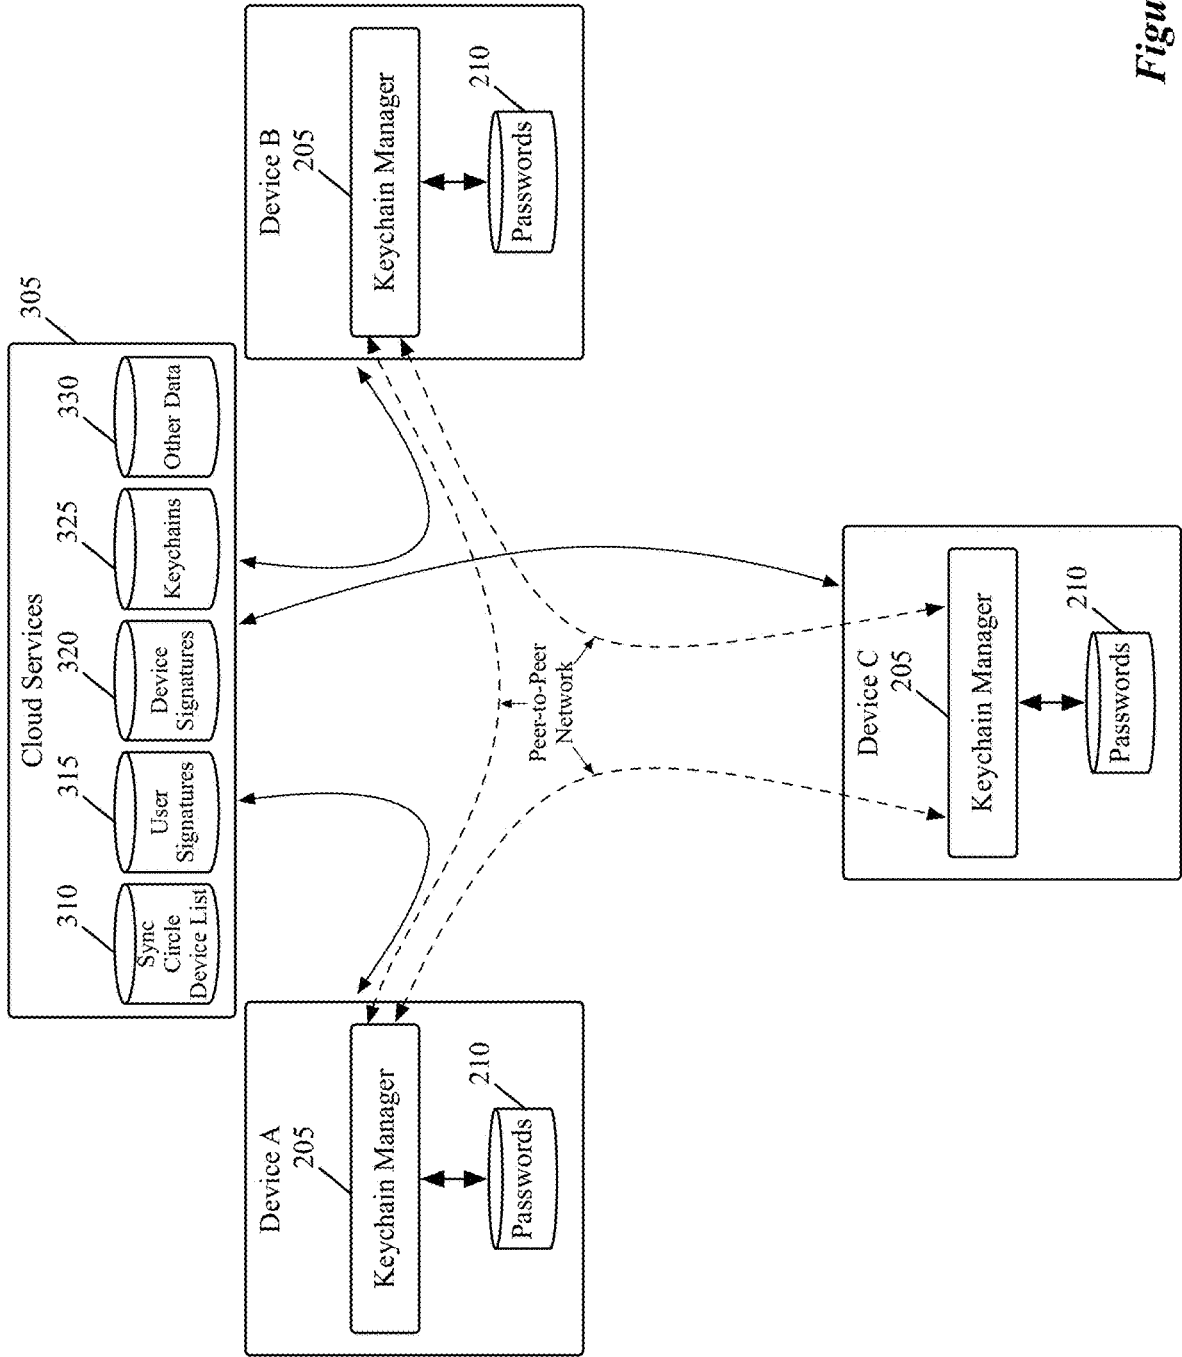 305
Cloud Services
310
315
320
325
330
Sync
Circle
Device List
User
Signatures
Device
Signatures
Keychains
Other Data
Device A
205
Keychain Manager
210
Passwords
Device B
205
Keychain Manager
210
Passwords
Peer-to-Peer
Network
Device C
205
Keychain Manager
210
Passwords
Figu